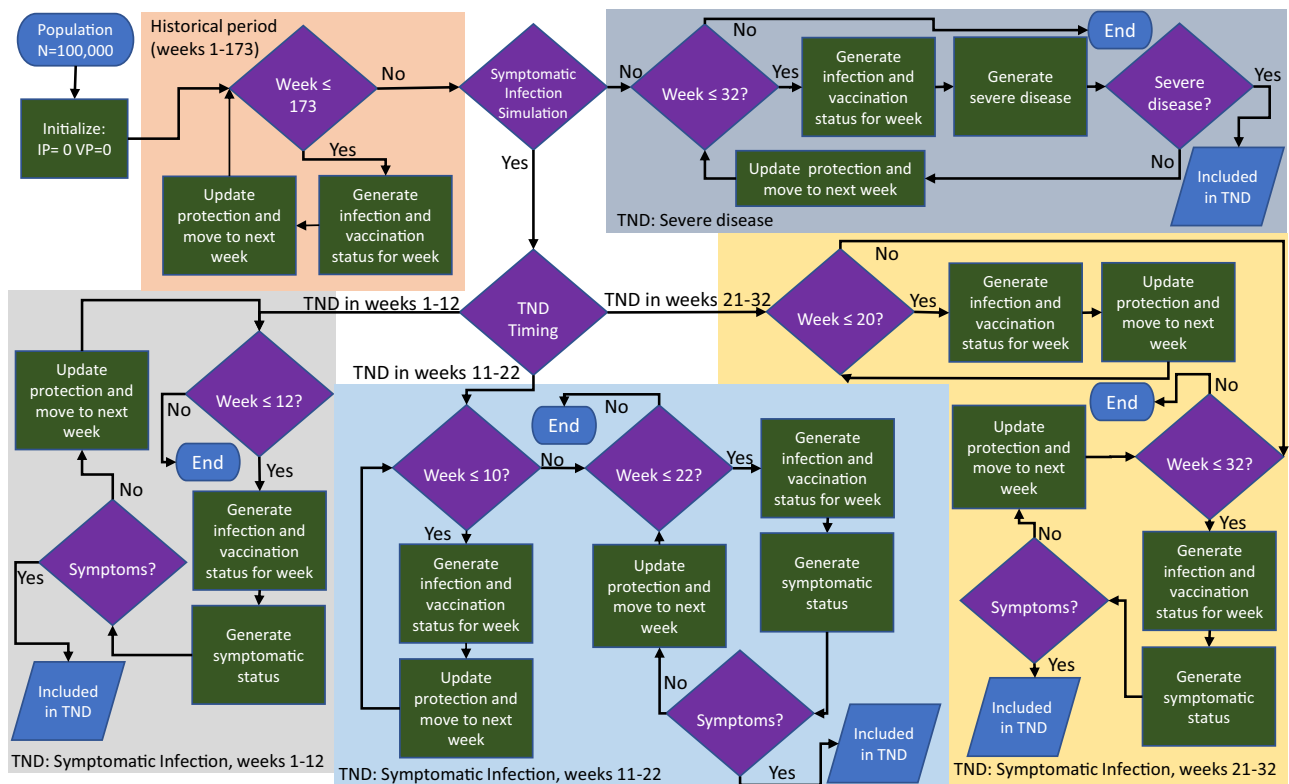 Population
N=100,000
Initialize:
IP= 0 VP=0
Historical period
(weeks 1-173)
Week ≤
173
No
Yes
Update
protection and
move to next
week
Generate
infection and
vaccination
status for week
Symptomatic
Infection
Simulation
No
Yes
Week ≤ 32?
No
Yes
End
Generate
infection and
vaccination
status for week
Generate
severe disease
Severe
disease?
Yes
No
Update protection and
move to next week
Included
in TND
TND: Severe disease
TND
Timing
TND in weeks 1-12
TND in weeks 21-32
TND in weeks 11-22
Update
protection and
move to next
week
Week ≤ 12?
No
End
Yes
Generate
infection and
vaccination
status for week
Generate
symptomatic
status
No
Symptoms?
Yes
Included
in TND
TND: Symptomatic Infection, weeks 1-12
Week ≤ 10?
No
Yes
Generate
infection and
vaccination
status for week
Update
protection and
move to next
week
End
No
Week ≤ 22?
Yes
Generate
infection and
vaccination
status for week
Generate
symptomatic
status
Update
protection and
move to next
week
No
Symptoms?
Yes
Included
in TND
TND: Symptomatic Infection, weeks 11-22
No
Week ≤ 20?
Yes
Generate
infection and
vaccination
status for week
Update
protection and
move to next
week
End
No
Update
protection and
move to next
week
Week ≤ 32?
Yes
Generate
infection and
vaccination
status for week
Generate
symptomatic
status
No
Symptoms?
Yes
Included
in TND
TND: Symptomatic Infection, weeks 21-32